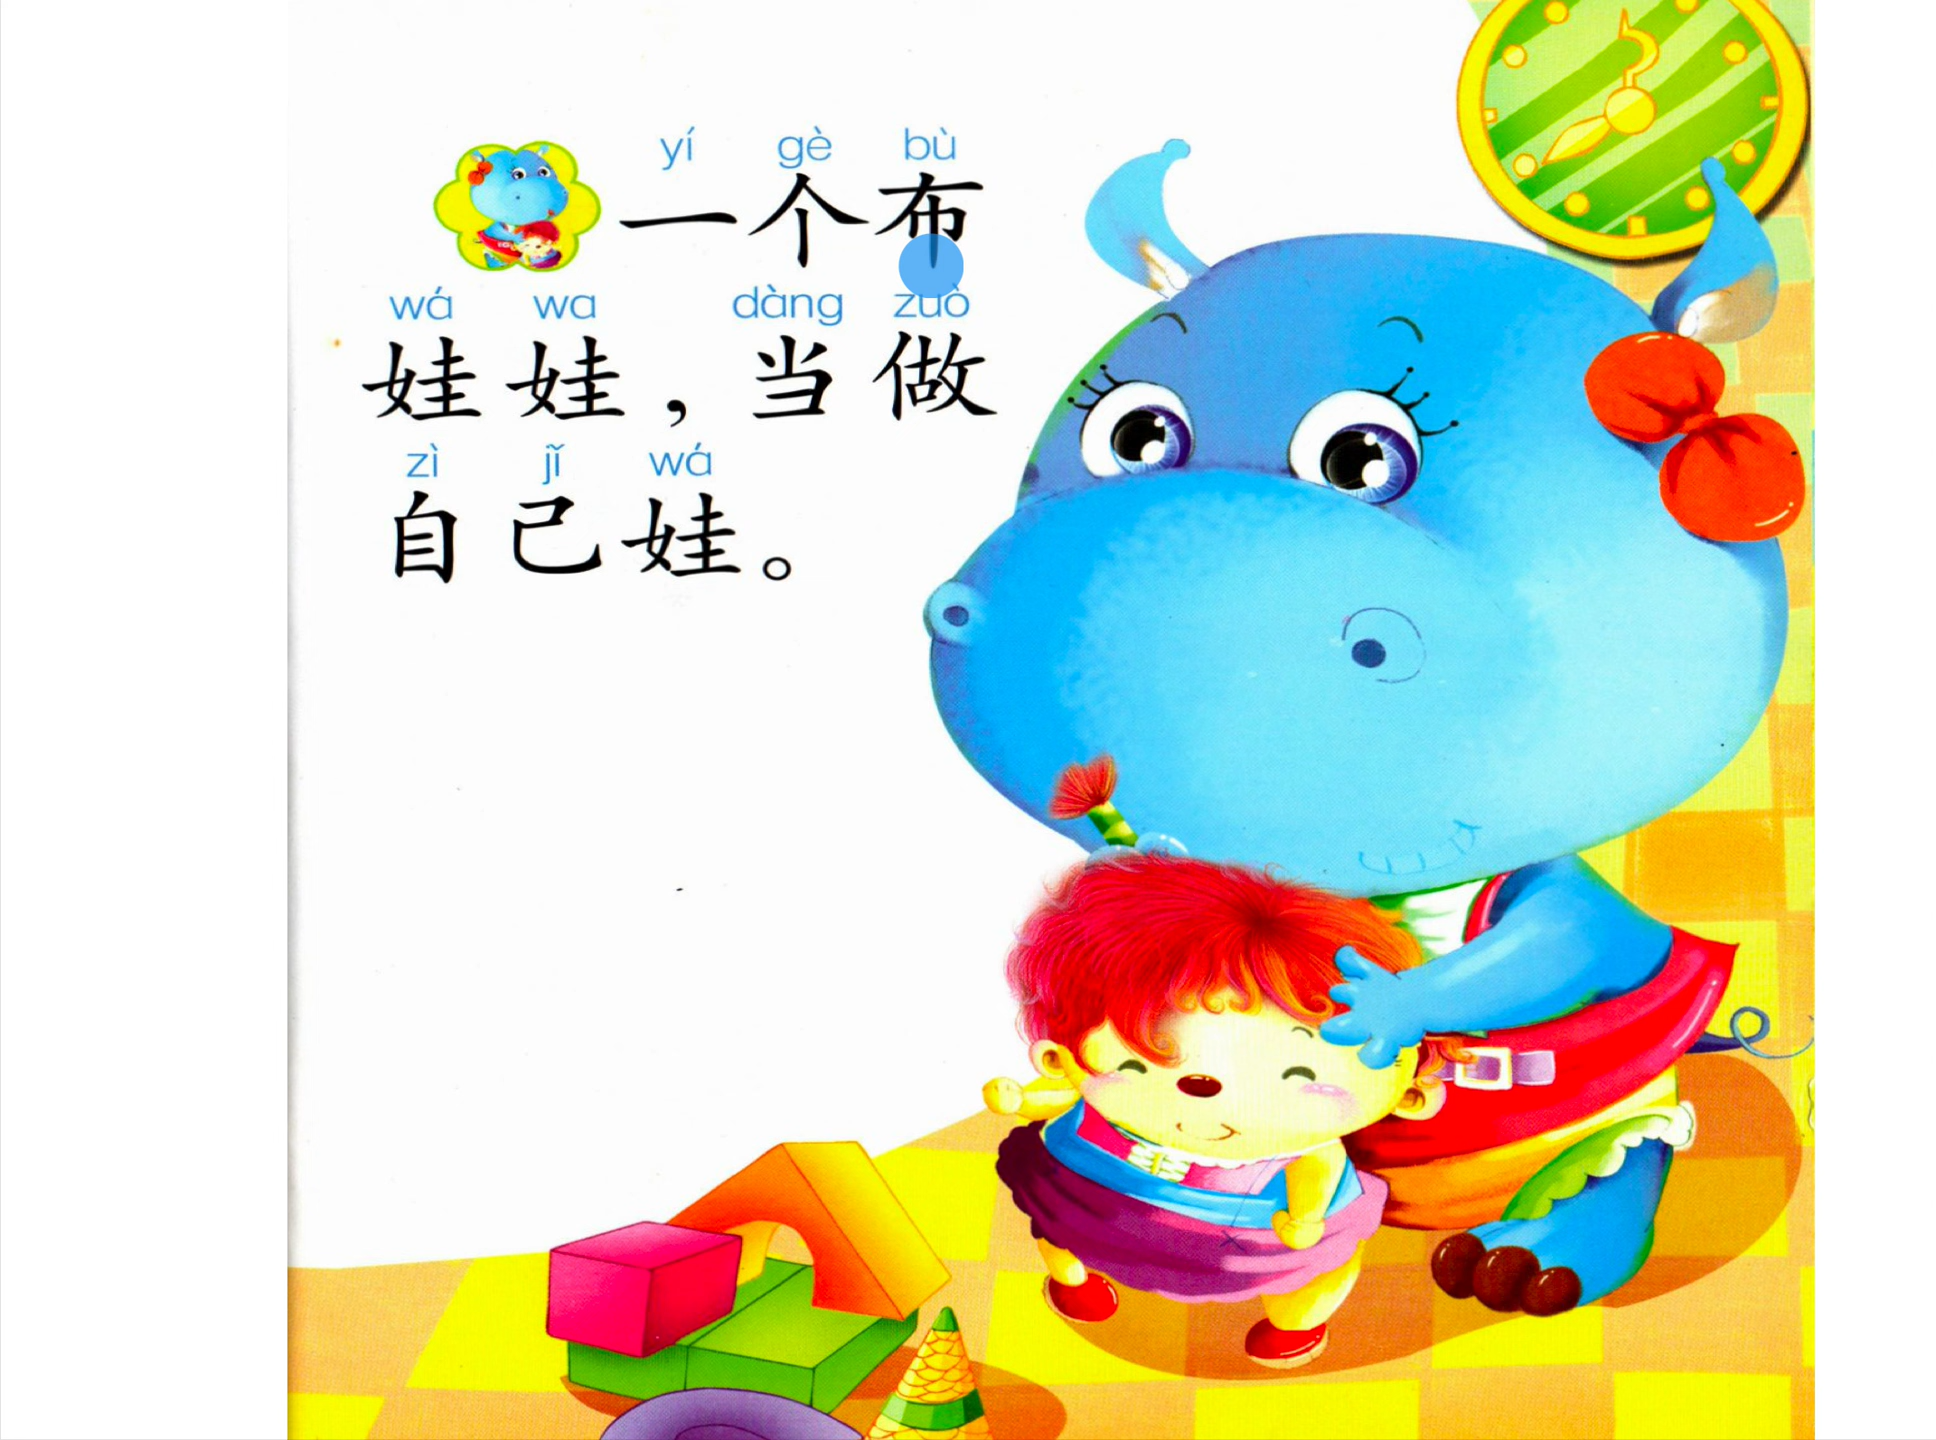 yí gè bù
一个布
wá wa dàng zuò
娃娃，当做
zì jǐ wá
自己娃。